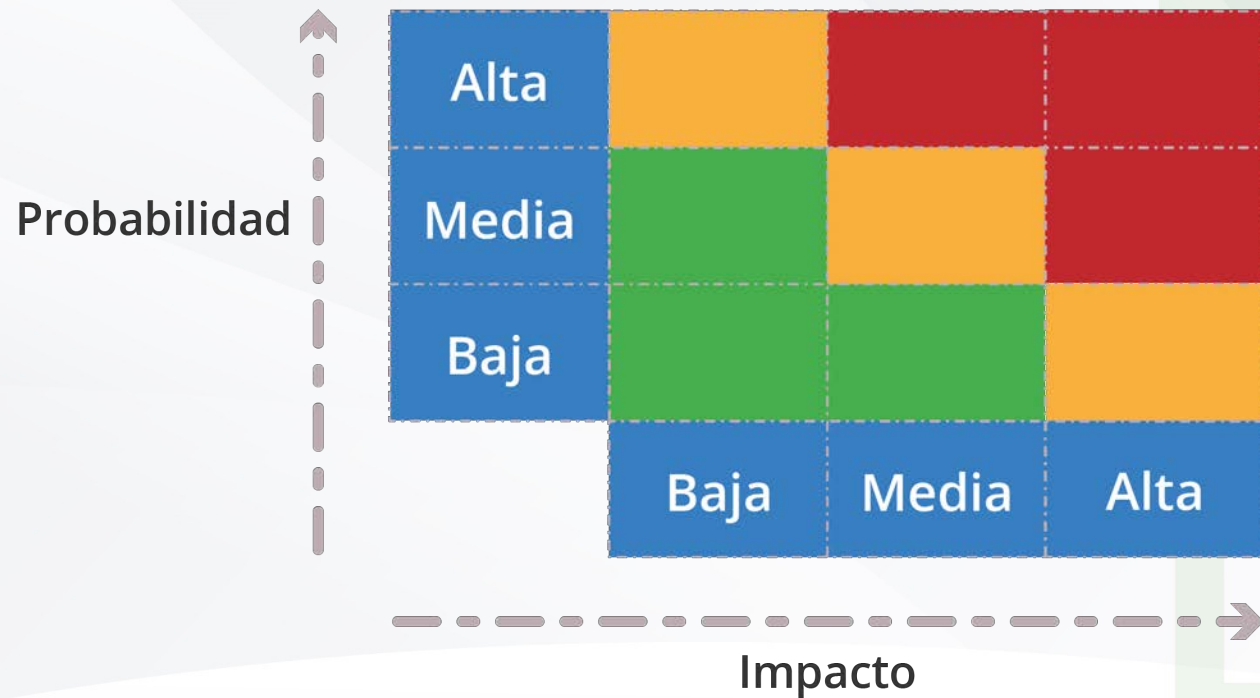 Alta
Probabilidad
Media
Baja
Baja Media Alta
Impacto